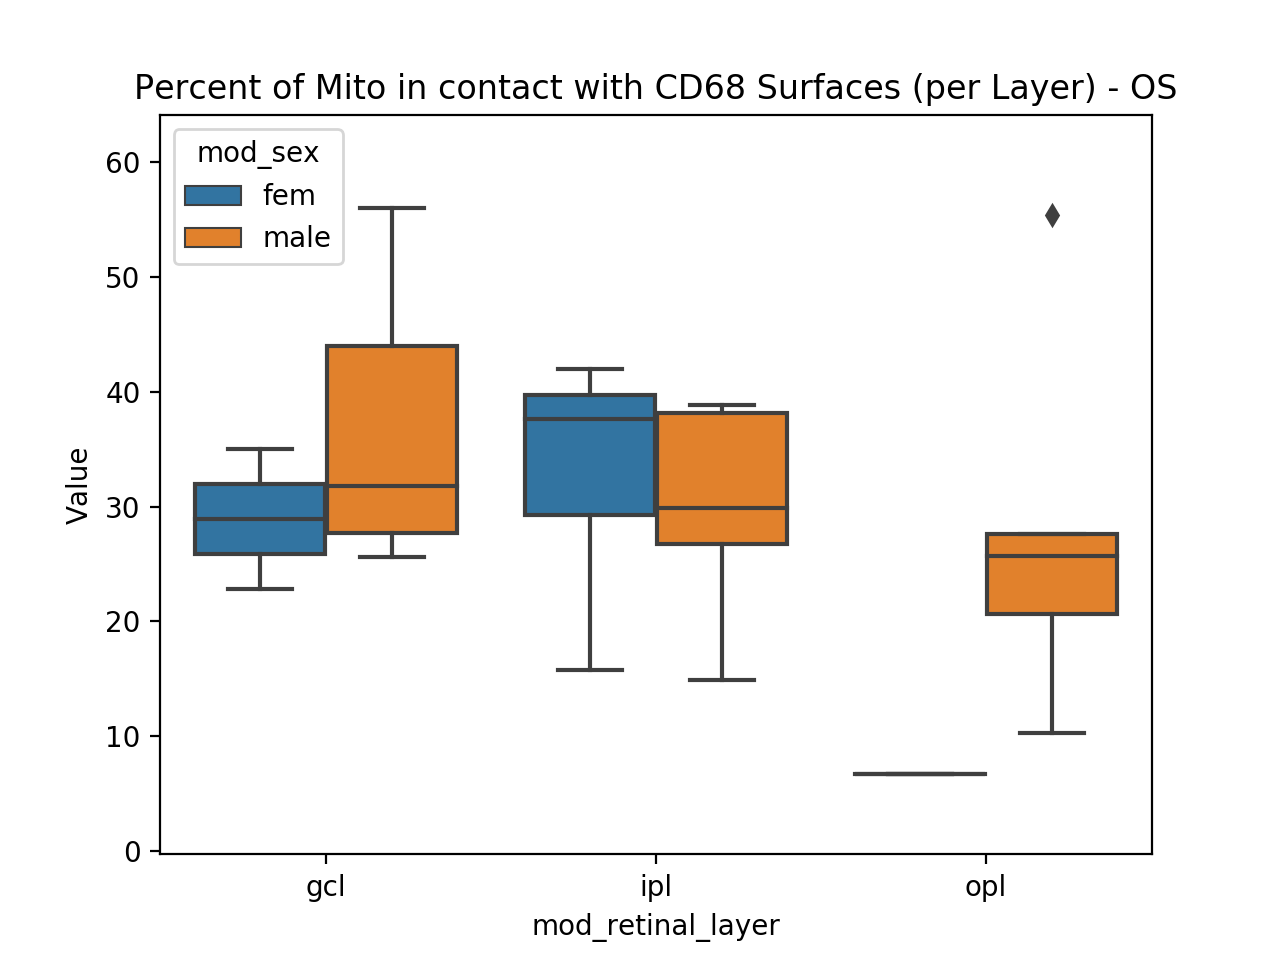 Percent of Mito in contact with CD68 Surfaces (per Layer) - OS
mod_sex
fem
male
60
50
40
30
20
10
0
Value
gcl ipl opl
mod_retinal_layer